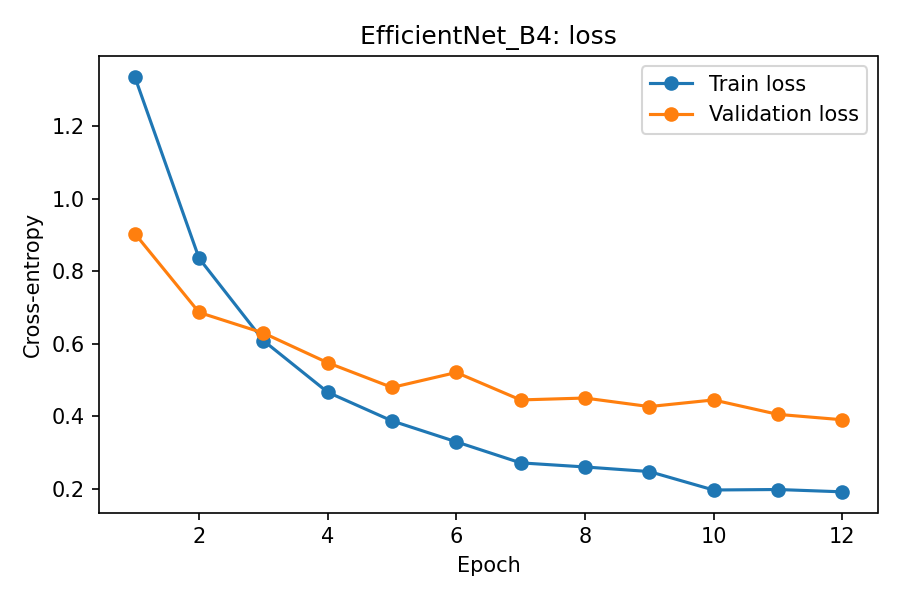 EfficientNet_B4: loss
Train loss
Validation loss
Cross-entropy
1.2
1.0
0.8
0.6
0.4
0.2
2 4 6 8 10 12
Epoch